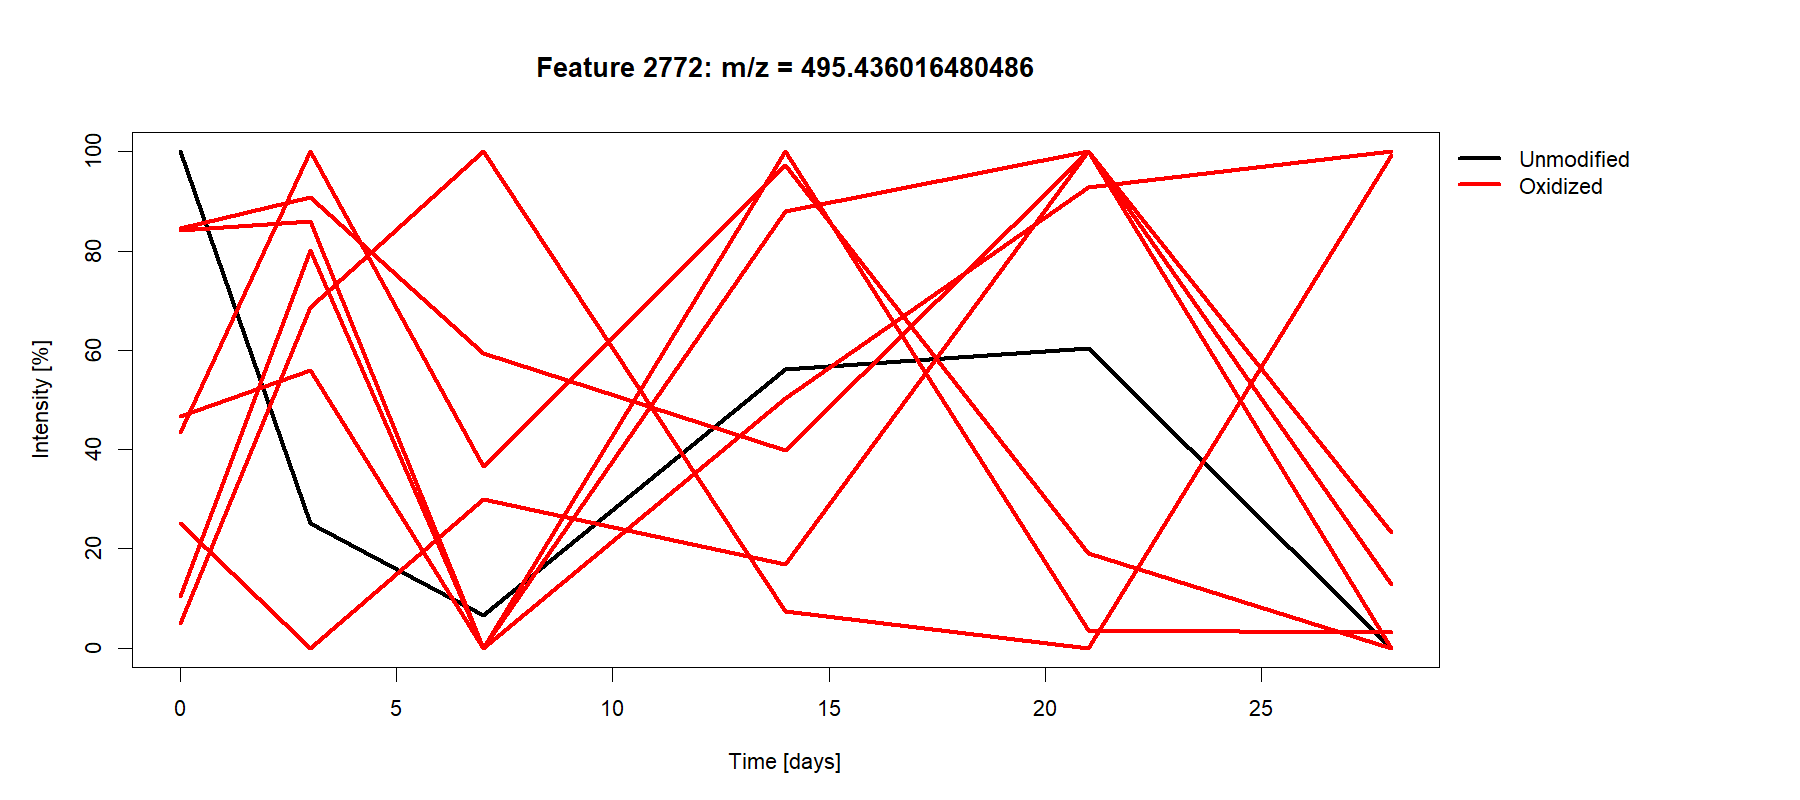 Feature 2772: m/z = 495.436016480486
100
80
60
40
20
0
Intensity [%]
0 5 10 15 20 25
Time [days]
Unmodified
Oxidized